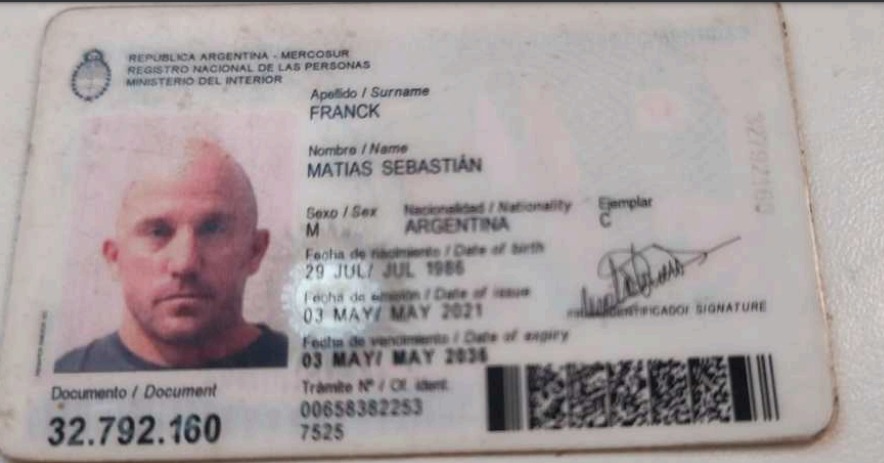 REPÚBLICA ARGENTINA - MERCOSUR
REGISTRO NACIONAL DE LAS PERSONAS
MINISTERIO DEL INTERIOR
Apellido / Surname
FRANCK
Nombre / Name
MATIAS SEBASTIÁN
Sexo / Sex Nacionalidad / Nationality Ejemplar
M ARGENTINA C
Fecha de nacimiento / Date of birth
29 JUL/ JUL 1986
Fecha de emisión / Date of issue
03 MAY/ MAY 2021
SIGNATURE
Fecha de vencimiento / Date of expiry
03 MAY/ MAY 2036
Documento / Document
32.792.160
Trámite Nº / Of. ident.
00658382253
7525
32792160